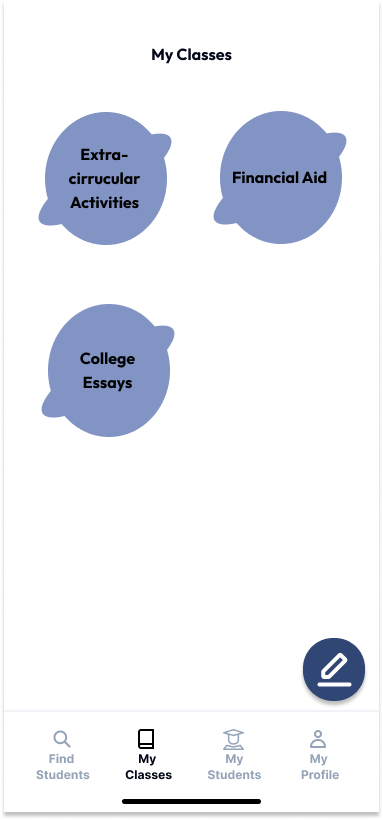 My Classes
Extra-
cirrucular
Activities
Financial Aid
College
Essays
Find
Students
My
Classes
My
Students
My
Profile